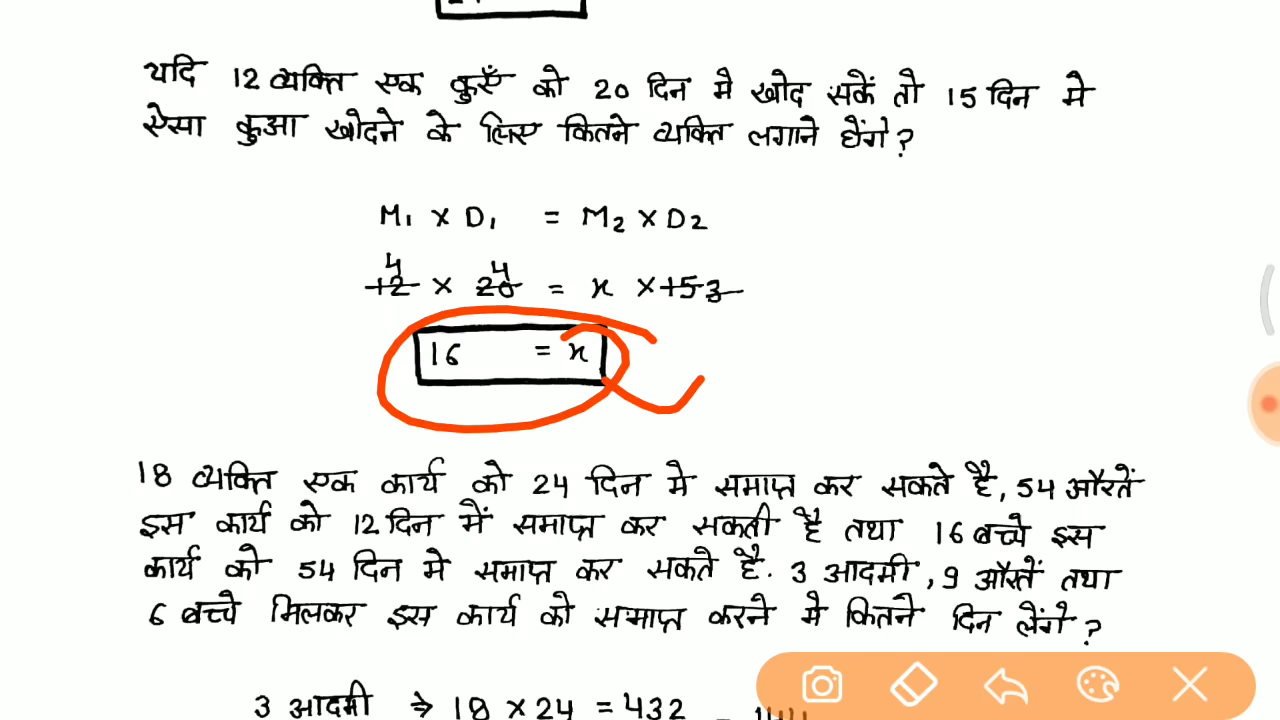 यदि 12 व्यक्ति एक कुएँ को 20 दिन मे खोद सकें तो 15 दिन मे
ऐसा कुआ खोदने के लिए कितने व्यक्ति लगाने होंगे?
M₁ × D₁ = M₂ × D₂
4 4
12 × 20 = x × 15 3
16 = x
18 व्यक्ति एक कार्य को 24 दिन मे समाप्त कर सकते है, 54 औरतें
इस कार्य को 12 दिन में समाप्त कर सकती है तथा 16 बच्चे इस
कार्य को 54 दिन मे समाप्त कर सकते है. 3 आदमी, 9 औरतें तथा
6 बच्चे मिलकर इस कार्य को समाप्त करने मे कितने दिन लेंगे?
3 आदमी ⇒ 18 × 24 = 432